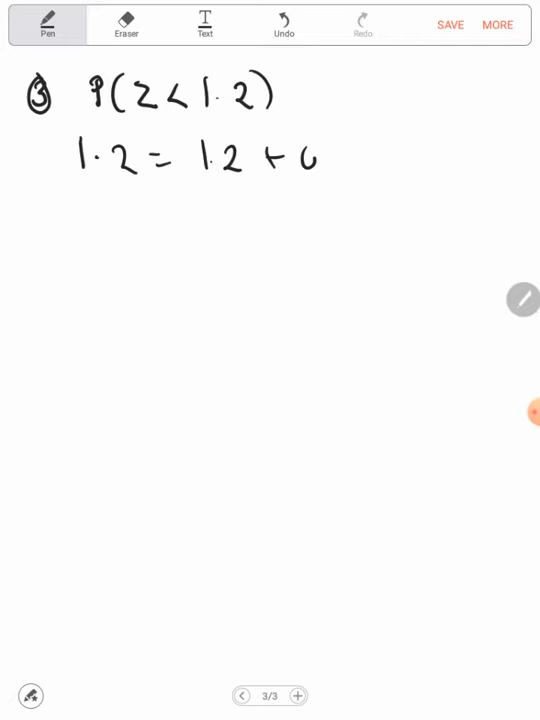 Pen Eraser Text Undo Redo SAVE MORE
③ P(Z < 1.2)
1.2 = 1.2 + 0
3/3